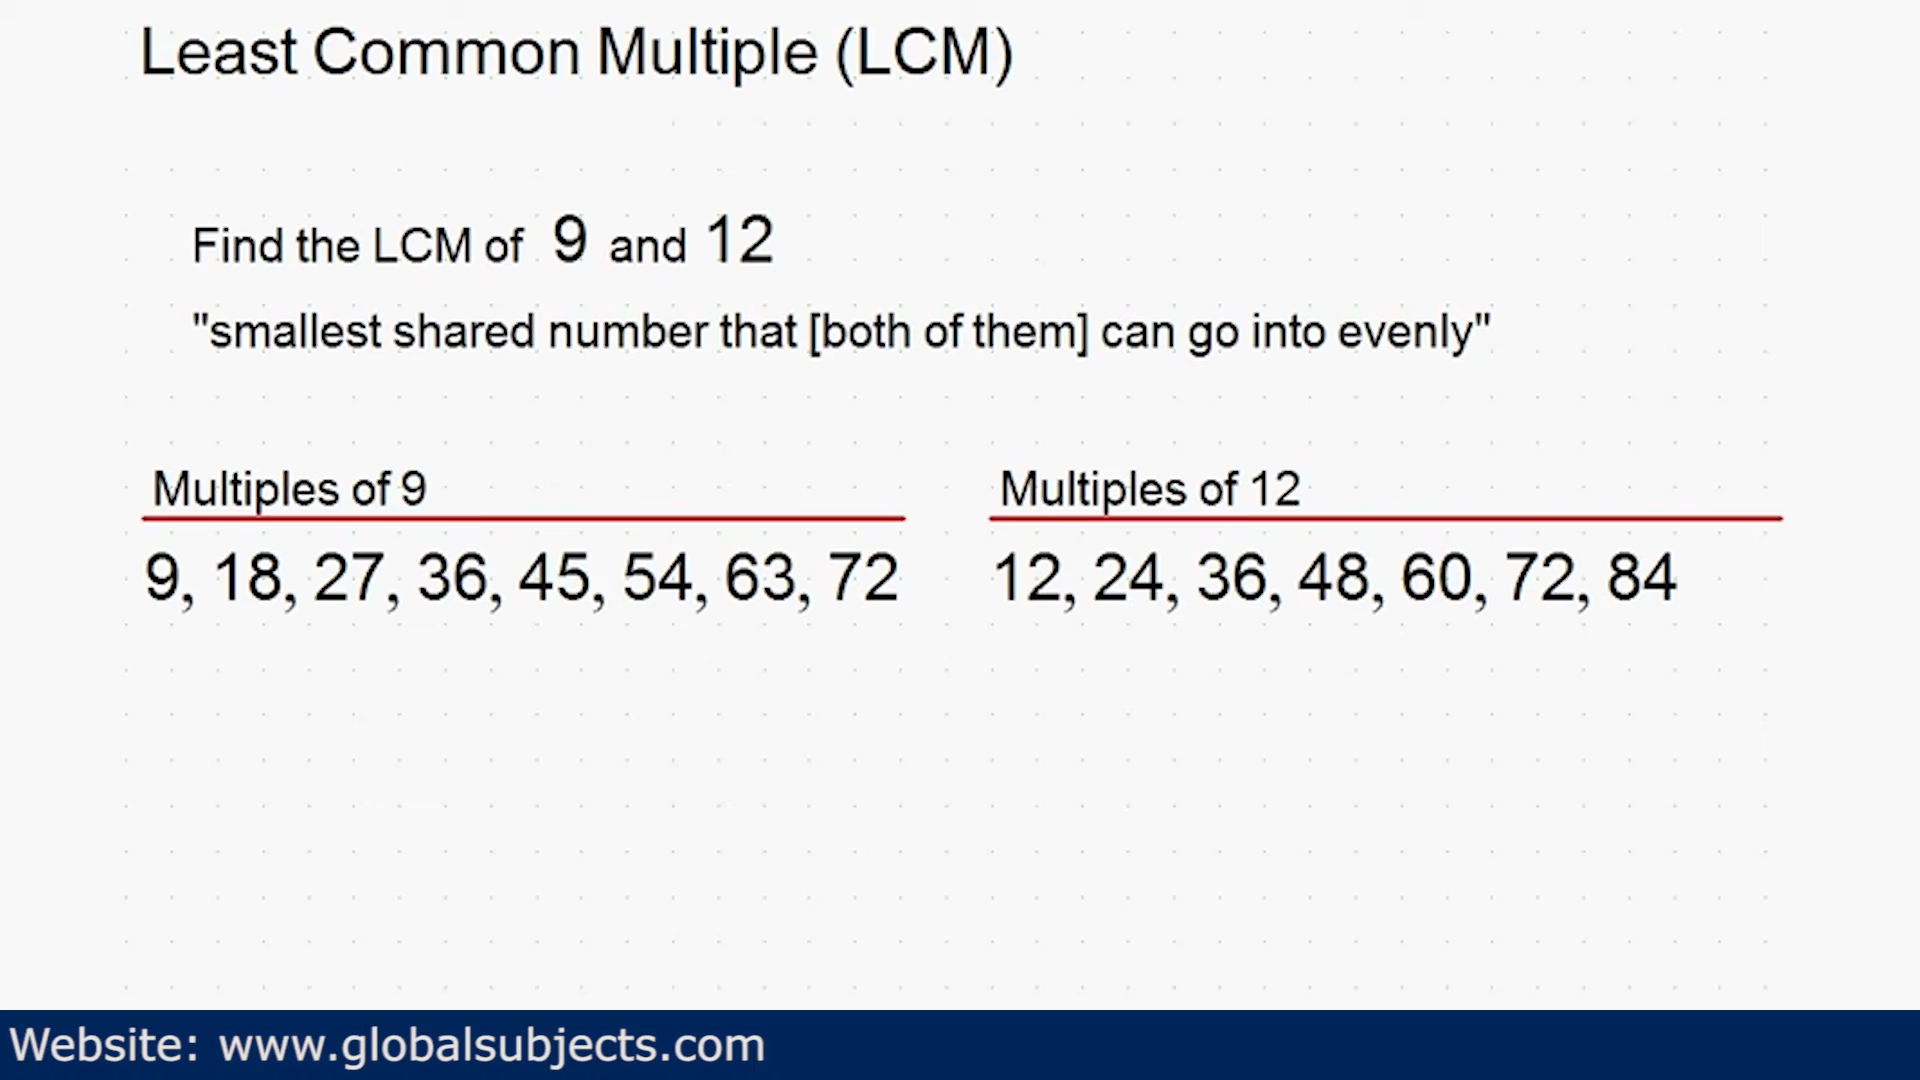 Least Common Multiple (LCM)
Find the LCM of 9 and 12
"smallest shared number that [both of them] can go into evenly"
Multiples of 9
9, 18, 27, 36, 45, 54, 63, 72
Multiples of 12
12, 24, 36, 48, 60, 72, 84
Website: www.globalsubjects.com